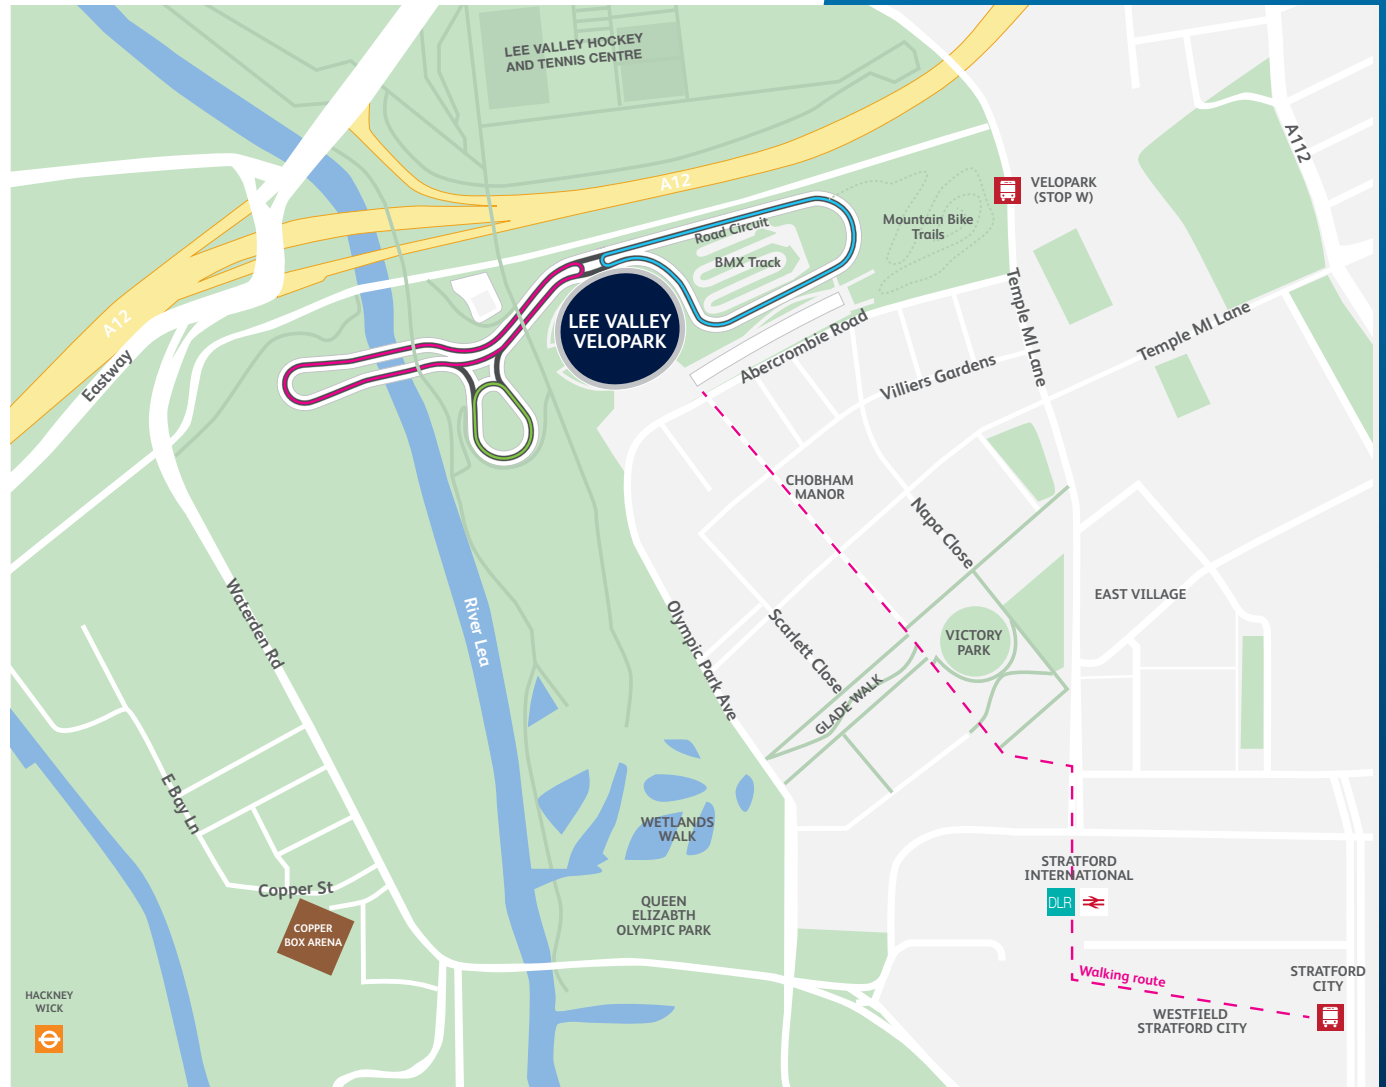 LEE VALLEY HOCKEY
AND TENNIS CENTRE
A12
A112
VELOPARK
(STOP W)
Mountain Bike
Trails
Road Circuit
BMX Track
LEE VALLEY
VELOPARK
A12
Eastway
Abercrombie Road
Temple Ml Lane
Temple Ml Lane
Villiers Gardens
CHOBHAM
MANOR
Napa Close
EAST VILLAGE
Waterden Rd
River Lea
Olympic Park Ave
Scarlett Close
VICTORY
PARK
GLADE WALK
E Bay Ln
WETLANDS
WALK
STRATFORD
INTERNATIONAL
DLR
Copper St
COPPER
BOX ARENA
QUEEN
ELIZABTH
OLYMPIC PARK
Walking route
STRATFORD
CITY
WESTFIELD
STRATFORD CITY
HACKNEY
WICK